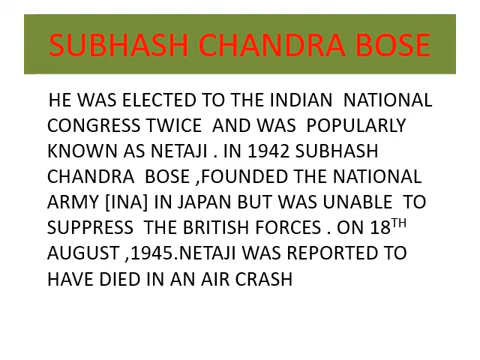 SUBHASH CHANDRA BOSE
HE WAS ELECTED TO THE INDIAN  NATIONAL
CONGRESS TWICE  AND WAS  POPULARLY
KNOWN AS NETAJI . IN 1942 SUBHASH
CHANDRA  BOSE ,FOUNDED THE NATIONAL
ARMY [INA] IN JAPAN BUT WAS UNABLE  TO
SUPPRESS  THE BRITISH FORCES . ON 18TH
AUGUST ,1945.NETAJI WAS REPORTED TO
HAVE DIED IN AN AIR CRASH